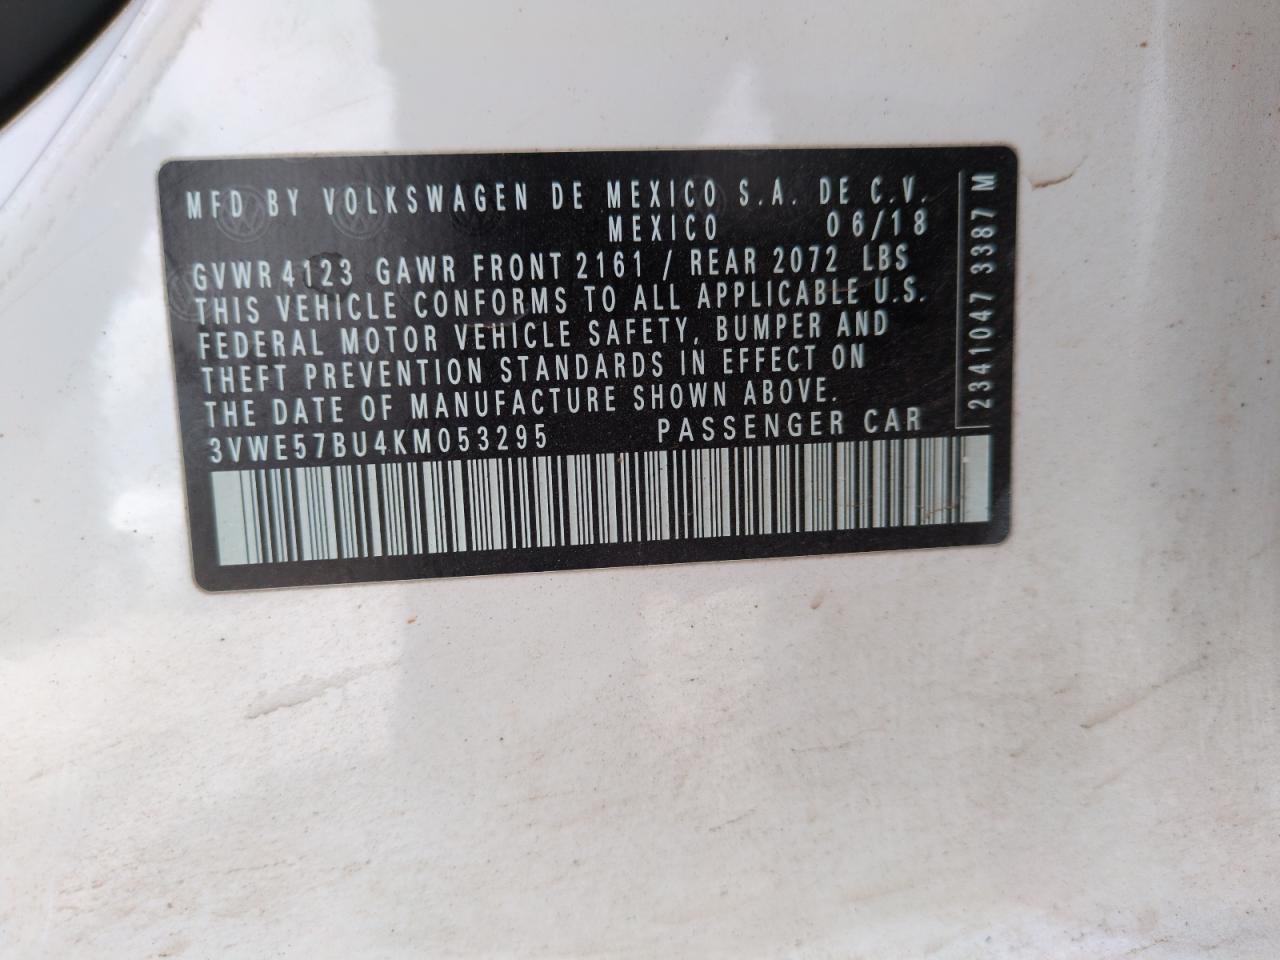 MFD BY VOLKSWAGEN DE MEXICO S.A. DE C.V.
MEXICO 06/18
GVWR 4123 GAWR FRONT 2161 / REAR 2072 LBS
THIS VEHICLE CONFORMS TO ALL APPLICABLE U.S.
FEDERAL MOTOR VEHICLE SAFETY, BUMPER AND
THEFT PREVENTION STANDARDS IN EFFECT ON
THE DATE OF MANUFACTURE SHOWN ABOVE.
3VWE57BU4KM053295 PASSENGER CAR
2341047 3387 M